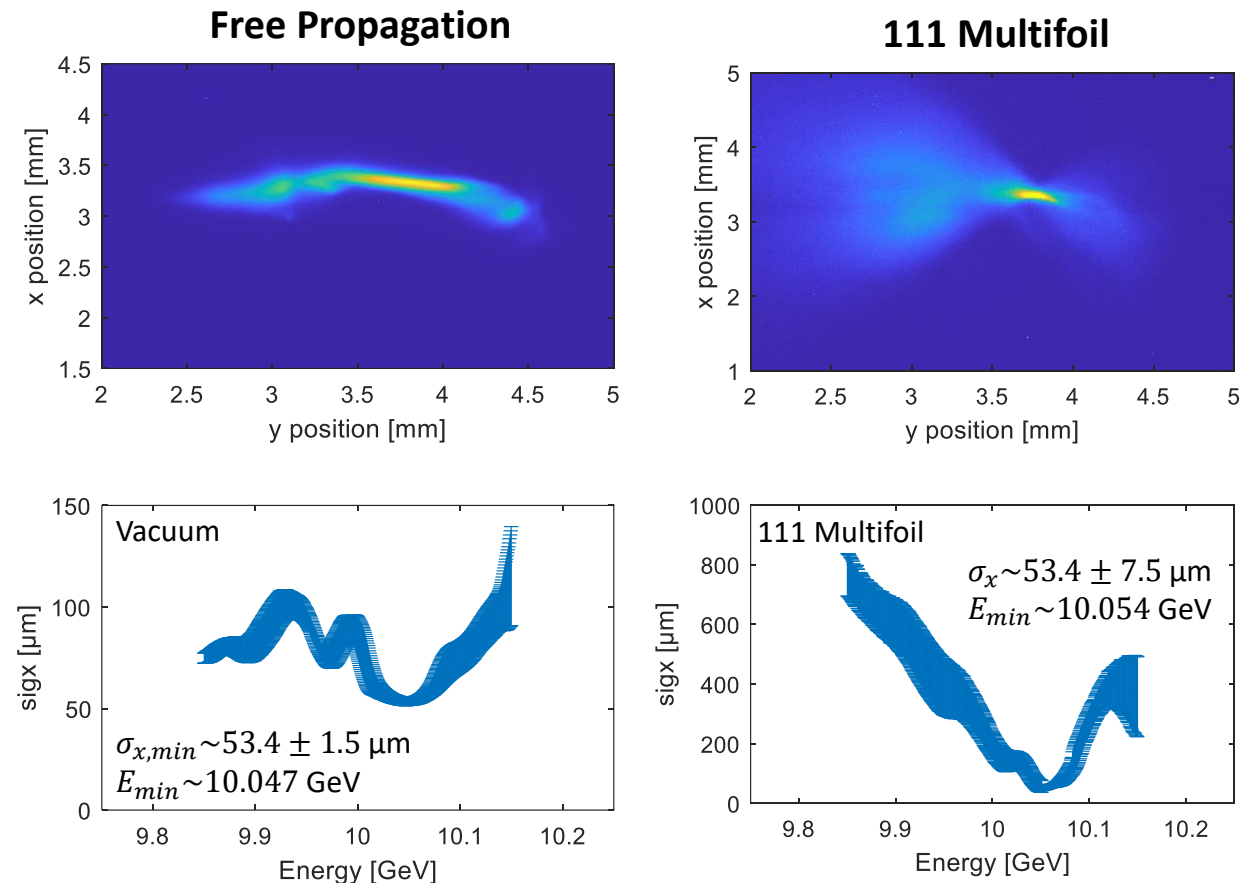 Free Propagation
111 Multifoil
4.5
4
3.5
3
2.5
2
1.5
x position [mm]
2
2.5
3
3.5
4
4.5
5
y position [mm]
5
4
3
2
1
x position [mm]
2
2.5
3
3.5
4
4.5
5
y position [mm]
150
100
50
0
sigx [µm]
Vacuum
σx,min~53.4 ± 1.5 µm
Emin~10.047 GeV
9.8
9.9
10
10.1
10.2
Energy [GeV]
1000
800
600
400
200
0
sigx [µm]
111 Multifoil
σx~53.4 ± 7.5 µm
Emin~10.054 GeV
9.8
9.9
10
10.1
10.2
Energy [GeV]